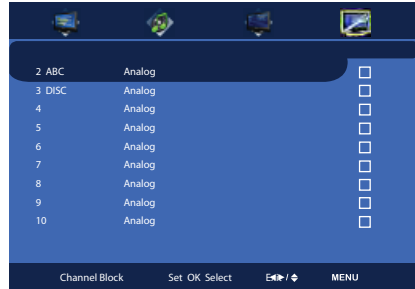 2 ABC Analog
3 DISC Analog
4 Analog
5 Analog
6 Analog
7 Analog
8 Analog
9 Analog
10 Analog
Channel Block Set OK Select MENU